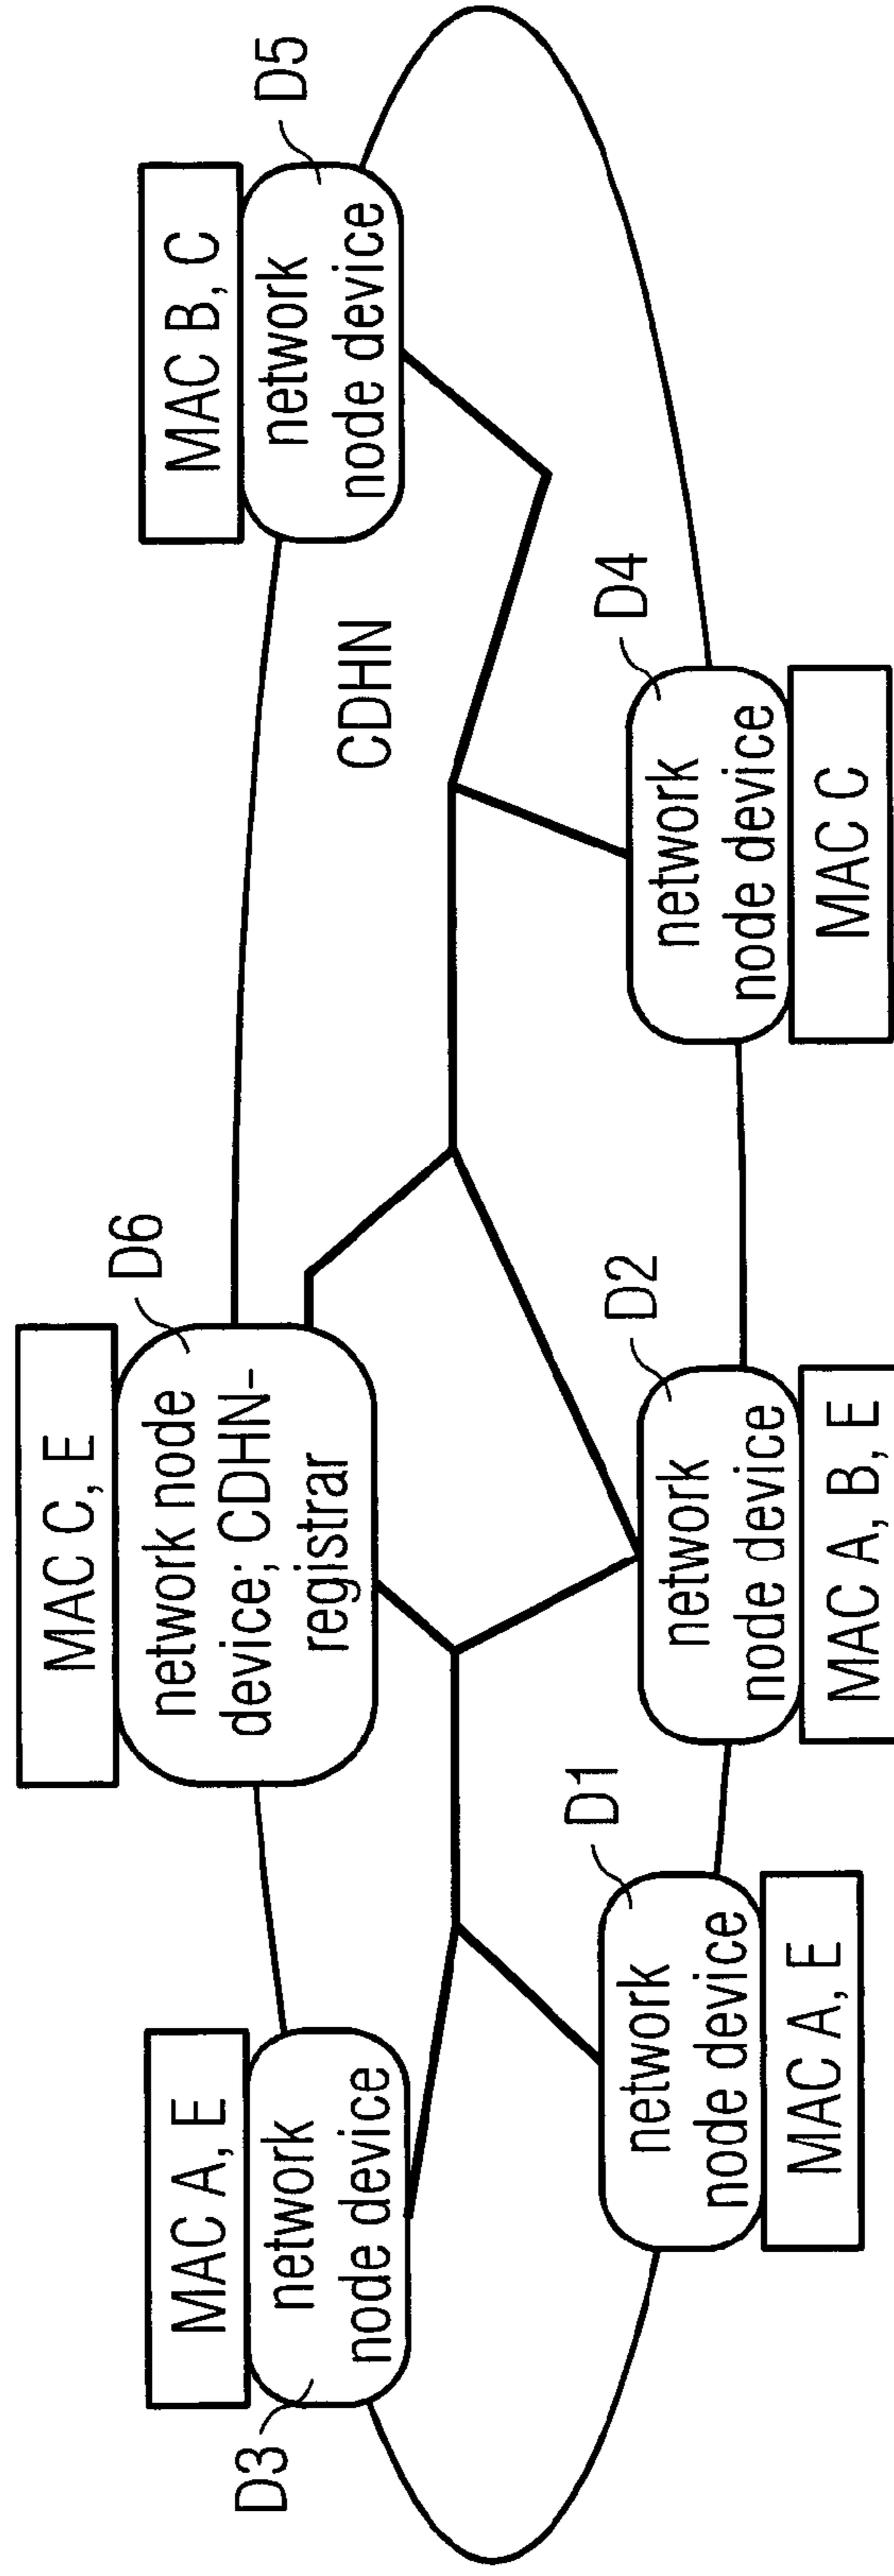 MAC C, E
D6
network node
device; CDHN-
registrar
MAC A, E
D3
network
node device
MAC B, C
D5
network
node device
CDHN
D1
network
node device
MAC A, E
D2
network
node device
MAC A, B, E
D4
network
node device
MAC C